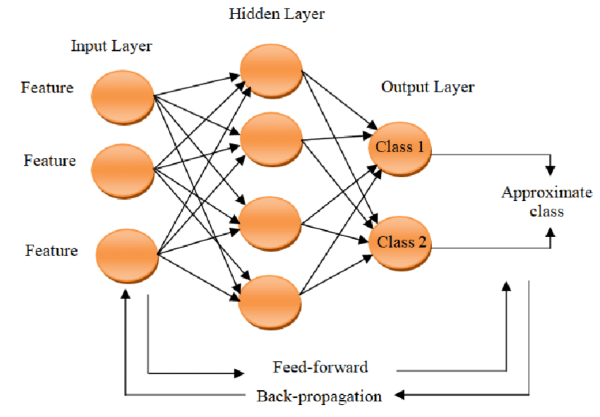 Hidden Layer
Input Layer
Output Layer
Feature
Feature
Feature
Class 1
Class 2
Approximate
class
Feed-forward
Back-propagation